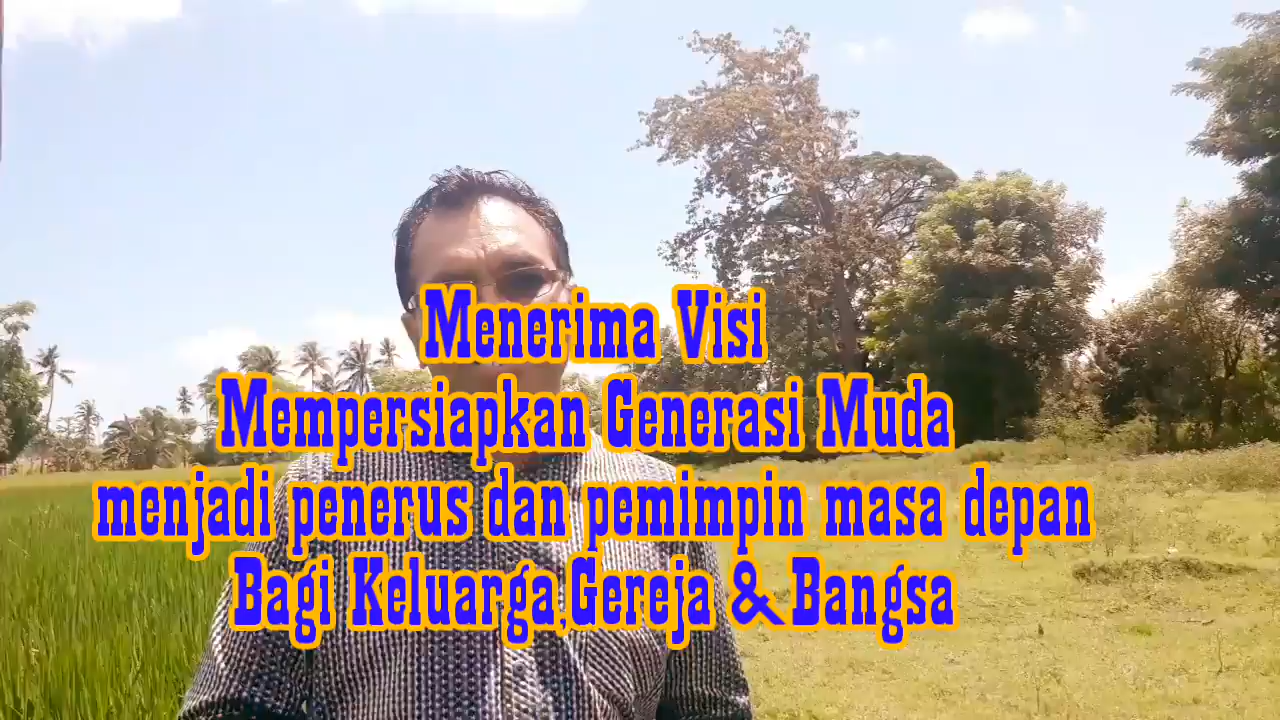 Menerima Visi
Mempersiapkan Generasi Muda
menjadi penerus dan pemimpin masa depan
Bagi Keluarga,Gereja & Bangsa